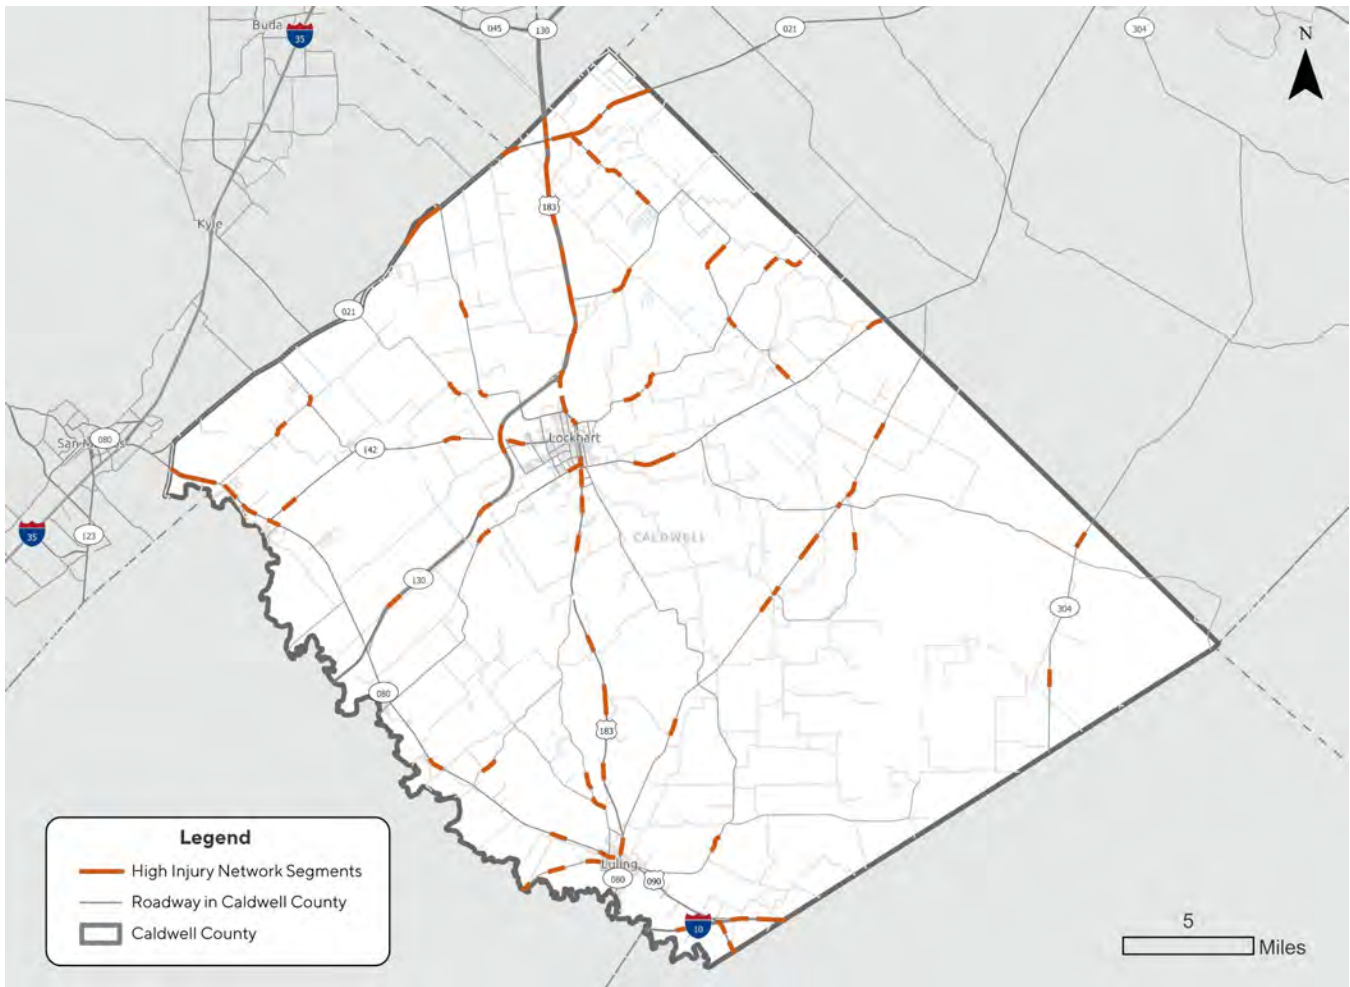 Buda
35
045
130
021
304
N
183
Kyle
021
080
San M s
142
Lockhart
35
123
CALDWELL
130
304
080
183
Luling
080
090
10
Legend
High Injury Network Segments
Roadway in Caldwell County
Caldwell County
5
Miles